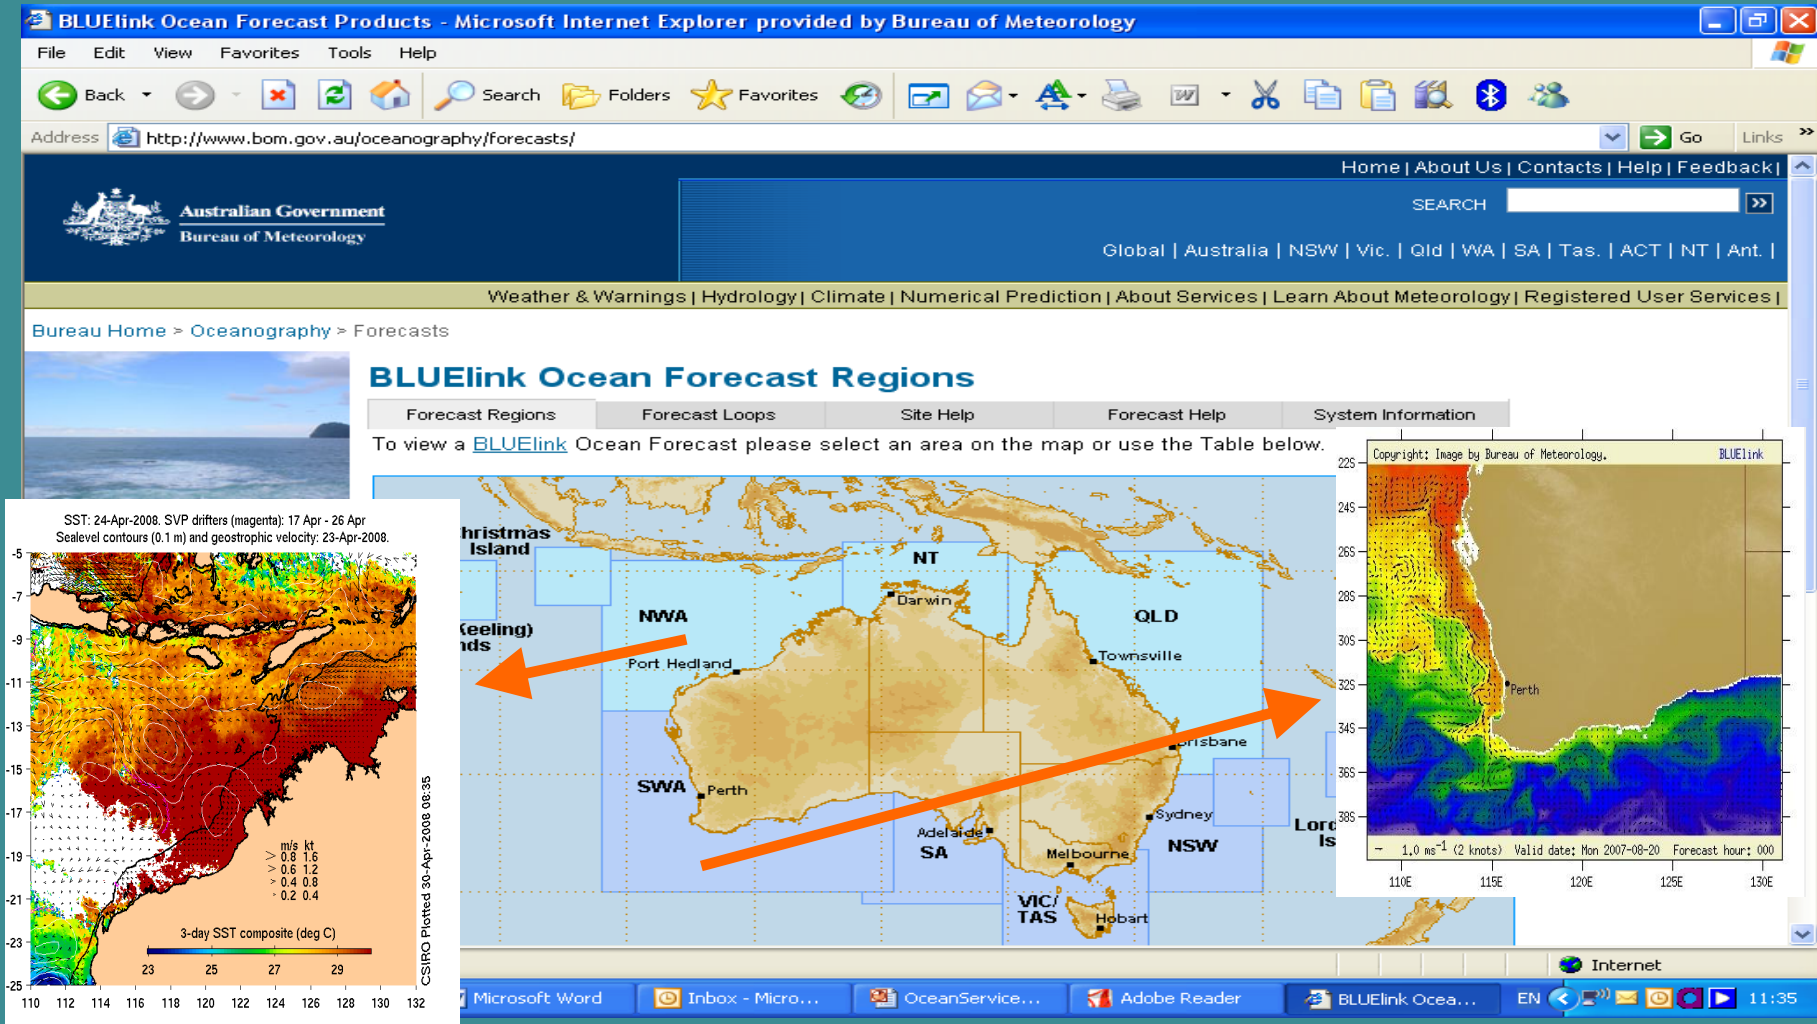 BLUElink Ocean Forecast Products - Microsoft Internet Explorer provided by Bureau of Meteorology
File Edit View Favorites Tools Help
Back Search Folders Favorites
Address http://www.bom.gov.au/oceanography/forecasts/ Go Links »
Home | About Us | Contacts | Help | Feedback |
Australian Government
Bureau of Meteorology
SEARCH
Global | Australia | NSW | Vic. | Qld | WA | SA | Tas. | ACT | NT | Ant. |
Weather & Warnings | Hydrology | Climate | Numerical Prediction | About Services | Learn About Meteorology | Registered User Services |
Bureau Home > Oceanography > Forecasts
BLUElink Ocean Forecast Regions
Forecast Regions Forecast Loops Site Help Forecast Help System Information
To view a BLUElink Ocean Forecast please select an area on the map or use the Table below.
hristmas
Island
NT
Darwin
NWA
QLD
Keeling)
nds
Port Hedland
Townsville
Brisbane
SWA
Perth
Sydney
Adelaide
SA
Melbourne
NSW
Lord
Is
VIC/
TAS
Hobart
SST: 24-Apr-2008. SVP drifters (magenta): 17 Apr - 26 Apr
Sealevel contours (0.1 m) and geostrophic velocity: 23-Apr-2008.
-5
-7
-9
-11
-13
-15
-17
-19
-21
-23
-25
m/s kt
> 0.8 1.6
> 0.6 1.2
> 0.4 0.8
> 0.2 0.4
3-day SST composite (deg C)
23 25 27 29
110 112 114 116 118 120 122 124 126 128 130 132
CSIRO Plotted 30-Apr-2008 08:35
Copyright: Image by Bureau of Meteorology. BLUElink
22S
24S
26S
28S
30S
32S
34S
36S
38S
Perth
1.0 ms-1 (2 knots) Valid date: Mon 2007-08-20 Forecast hour: 000
110E 115E 120E 125E 130E
Internet
Microsoft Word Inbox - Micro... OceanService... Adobe Reader BLUElink Ocea... EN 11:35